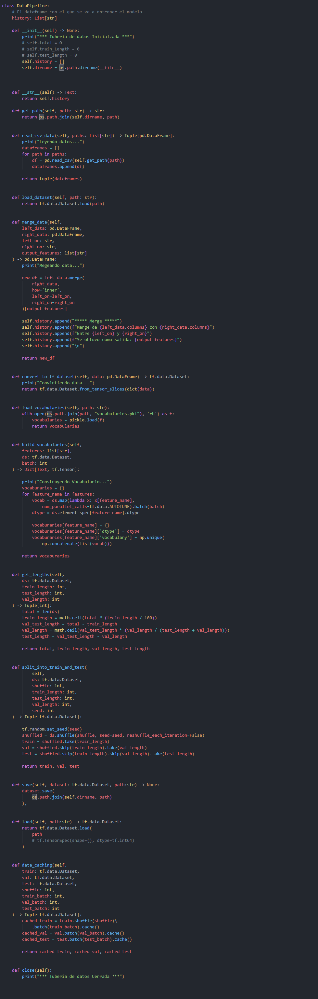 class DataPipeline:
    # El dataframe con el que se va a entrenar el modelo
    history: List[str]

    def __init__(self) -> None:
        print("*** Tuberia de datos Inicialzada ***")
        # self.total = 0
        # self.train_Length = 0
        # self.test_length = 0
        self.history = []
        self.dirname = os.path.dirname(__file__)

    def __str__(self) -> Text:
        return self.history

    def get_path(self, path: str) -> str:
        return os.path.join(self.dirname, path)

    def read_csv_data(self, paths: List[str]) -> Tuple[pd.DataFrame]:
        print("Leyendo datos...")
        dataframes = []
        for path in paths:
            df = pd.read_csv(self.get_path(path))
            dataframes.append(df)

        return tuple(dataframes)

    def load_dataset(self, path: str):
        return tf.data.Dataset.load(path)

    def merge_data(self,
        left_data: pd.DataFrame,
        right_data: pd.DataFrame,
        left_on: str,
        right_on: str,
        output_features: list[str]
    ) -> pd.DataFrame:
        print("Megeando data...")

        new_df = left_data.merge(
            right_data,
            how='inner',
            left_on=left_on,
            right_on=right_on
        )[output_features]

        self.history.append("***** Merge *****")
        self.history.append(f"Merge de {left_data.columns} con {right_data.columns}")
        self.history.append(f"Entre {left_on} y {right_on}")
        self.history.append(f"Se obtuvo como salida: {output_features}")
        self.history.append("\n")

        return new_df

    def convert_to_tf_dataset(self, data: pd.DataFrame) -> tf.data.Dataset:
        print("Convirtiendo data...")
        return tf.data.Dataset.from_tensor_slices(dict(data))

    def load_vocabularies(self, path: str):
        with open(os.path.join(path, "vocabularies.pkl"), 'rb') as f:
            vocabularies = pickle.load(f)
            return vocabularies

    def build_vocabularies(self,
        features: list[str],
        ds: tf.data.Dataset,
        batch: int
    ) -> Dict[Text, tf.Tensor]:

        print("Construyendo Vocabulario...")
        vocaburaries = {}
        for feature_name in features:
            vocab = ds.map(lambda x: x[feature_name],
                num_parallel_calls=tf.data.AUTOTUNE).batch(batch)
            dtype = ds.element_spec[feature_name].dtype

            vocaburaries[feature_name] = {}
            vocaburaries[feature_name]['dtype'] = dtype
            vocaburaries[feature_name]['vocabulary'] = np.unique(
                np.concatenate(list(vocab)))

        return vocaburaries

    def get_lengths(self,
        ds: tf.data.Dataset,
        train_length: int,
        test_length: int,
        val_length: int
    ) -> Tuple[int]:
        total = len(ds)
        train_length = math.ceil(total * (train_length / 100))
        val_test_length = total - train_length
        val_length = math.ceil(val_test_length * (val_length / (test_length + val_length)))
        test_length = val_test_length - val_length

        return total, train_length, val_length, test_length

    def split_into_train_and_test(
            self,
            ds: tf.data.Dataset,
            shuffle: int,
            train_length: int,
            test_length: int,
            val_length: int,
            seed: int
    ) -> Tuple[tf.data.Dataset]:

        tf.random.set_seed(seed)
        shuffled = ds.shuffle(shuffle, seed=seed, reshuffle_each_iteration=False)
        train = shuffled.take(train_length)
        val = shuffled.skip(train_length).take(val_length)
        test = shuffled.skip(train_length).skip(val_length).take(test_length)

        return train, val, test

    def save(self, dataset: tf.data.Dataset, path:str) -> None:
        dataset.save(
            os.path.join(self.dirname, path)
        ),

    def load(self, path:str) -> tf.data.Dataset:
        return tf.data.Dataset.load(
            path
            # tf.TensorSpec(shape=(), dtype=tf.int64)
        )

    def data_caching(self,
        train: tf.data.Dataset,
        val: tf.data.Dataset,
        test: tf.data.Dataset,
        shuffle: int,
        train_batch: int,
        val_batch: int,
        test_batch: int
    ) -> Tuple[tf.data.Dataset]:
        cached_train = train.shuffle(shuffle)\
            .batch(train_batch).cache()
        cached_val = val.batch(val_batch).cache()
        cached_test = test.batch(test_batch).cache()

        return cached_train, cached_val, cached_test

    def close(self):
        print("*** Tuberia de datos Cerrada ***")